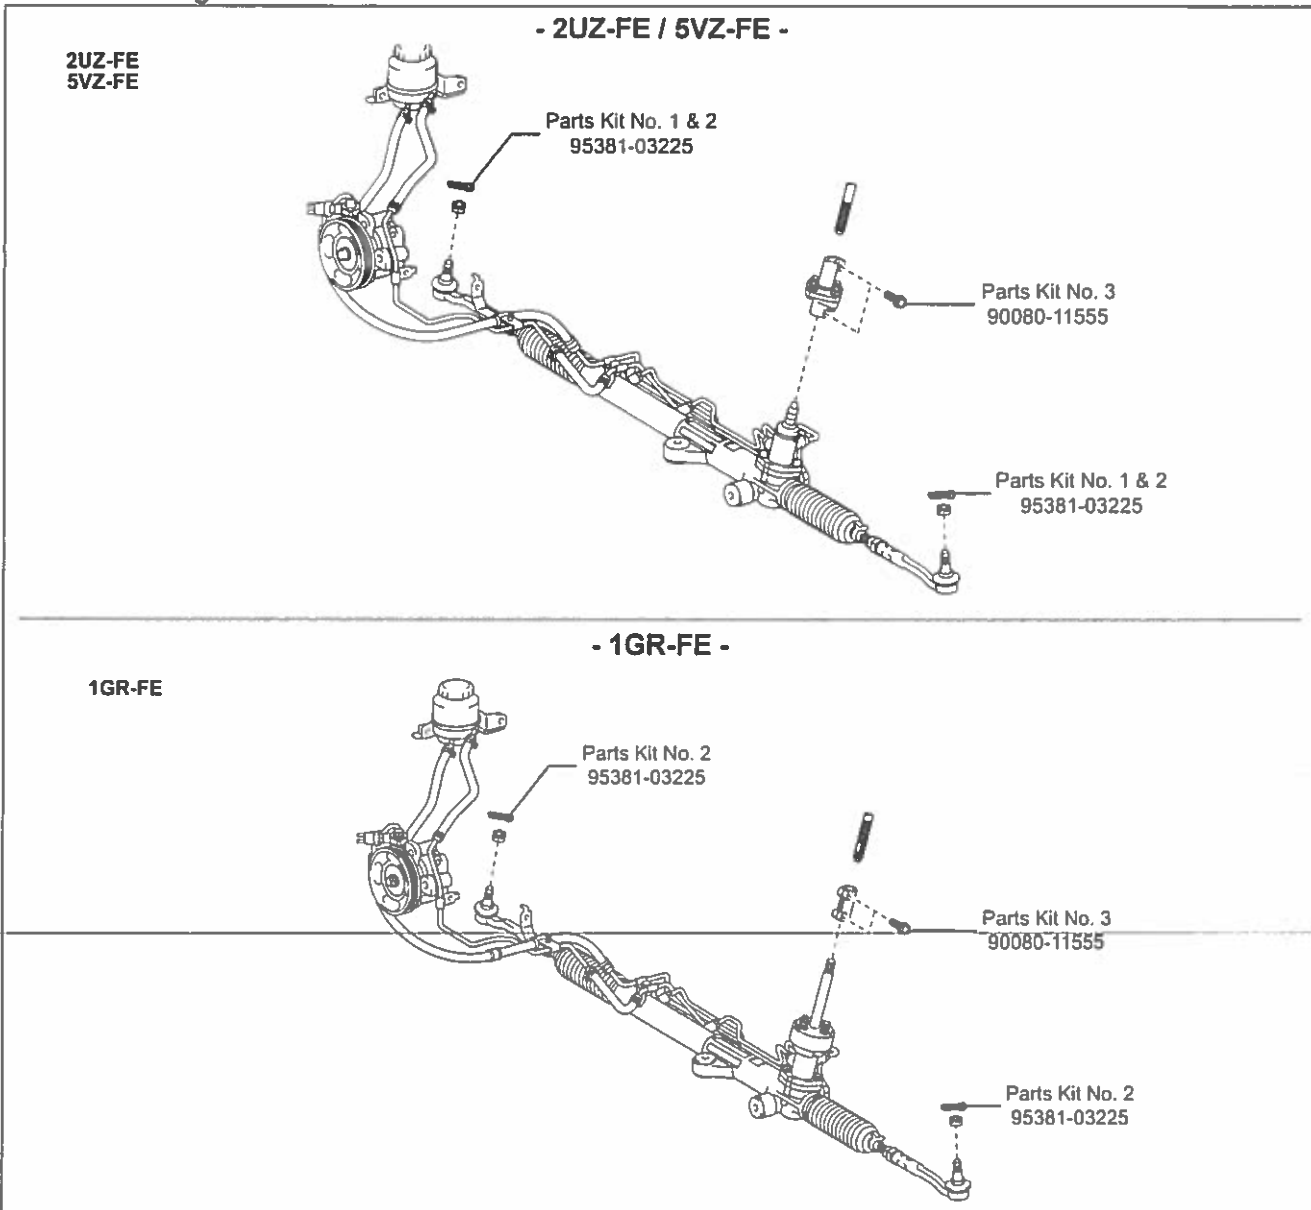 - 2UZ-FE / 5VZ-FE -
2UZ-FE
5VZ-FE
Parts Kit No. 1 & 2
95381-03225
Parts Kit No. 3
90080-11555
Parts Kit No. 1 & 2
95381-03225
- 1GR-FE -
1GR-FE
Parts Kit No. 2
95381-03225
Parts Kit No. 3
90080-11555
Parts Kit No. 2
95381-03225